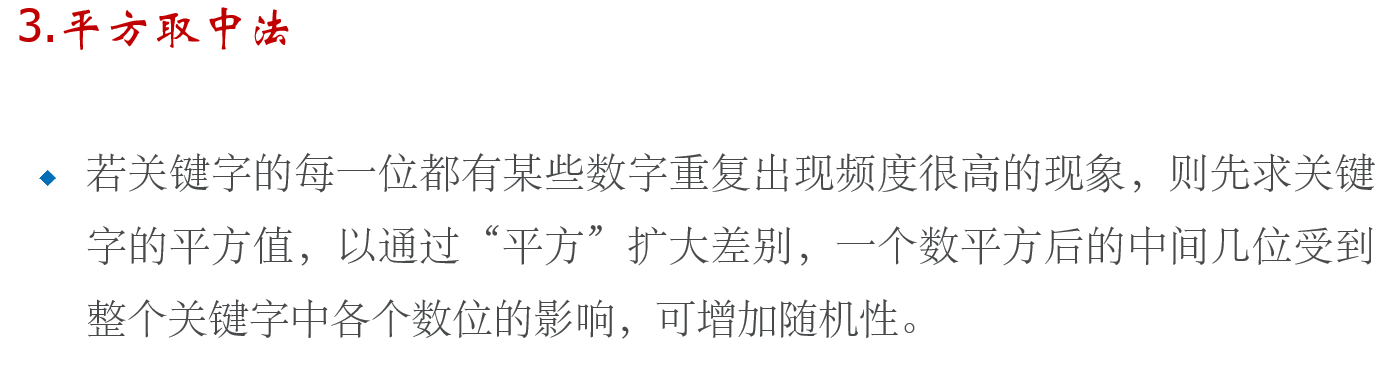 3.平方取中法
若关键字的每一位都有某些数字重复出现频度很高的现象，则先求关键
字的平方值，以通过“平方”扩大差别，一个数平方后的中间几位受到
整个关键字中各个数位的影响，可增加随机性。